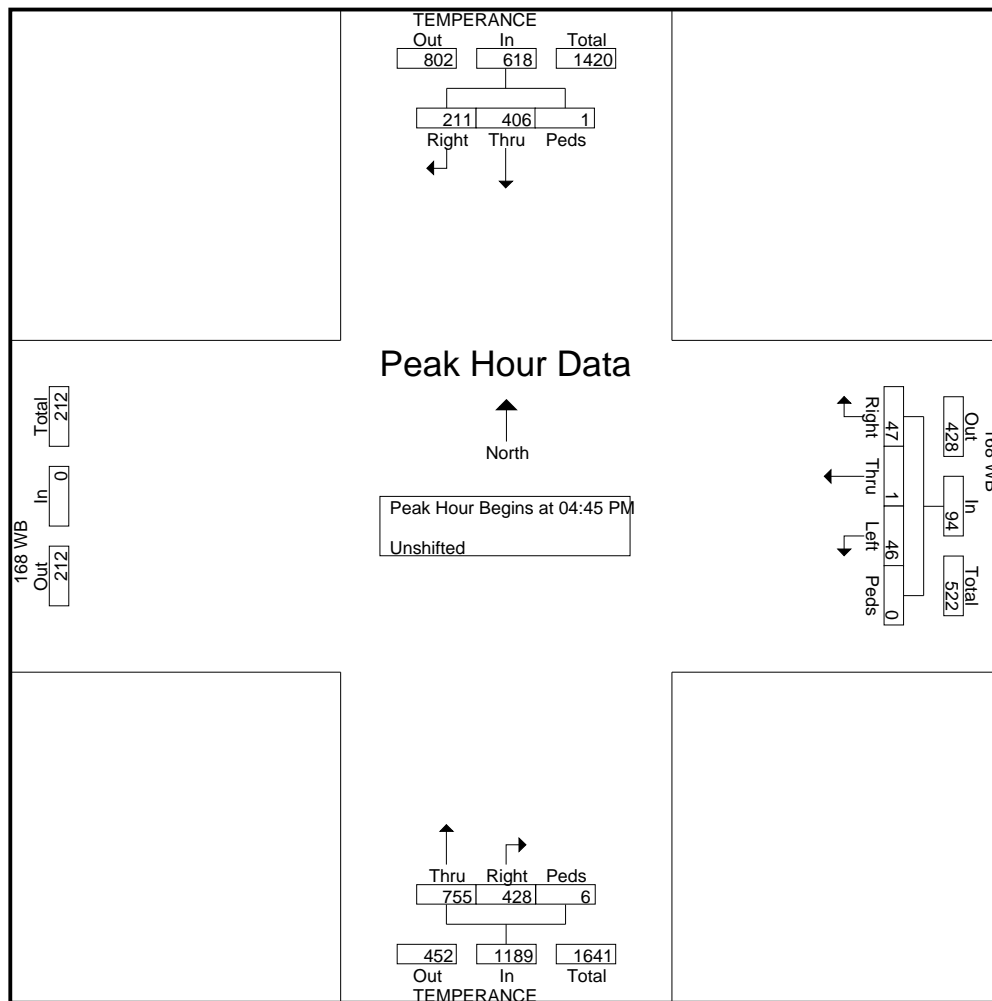 TEMPERANCE
Out In Total
802 618 1420
211 406 1
Right Thru Peds
Peak Hour Data
North
Peak Hour Begins at 04:45 PM
Unshifted
168 WB
Out In Total
212 0 212
168 WB
Out In Total
428 94 522
47 1 46 0
Right Thru Left Peds
Thru Right Peds
755 428 6
452 1189 1641
Out In Total
TEMPERANCE